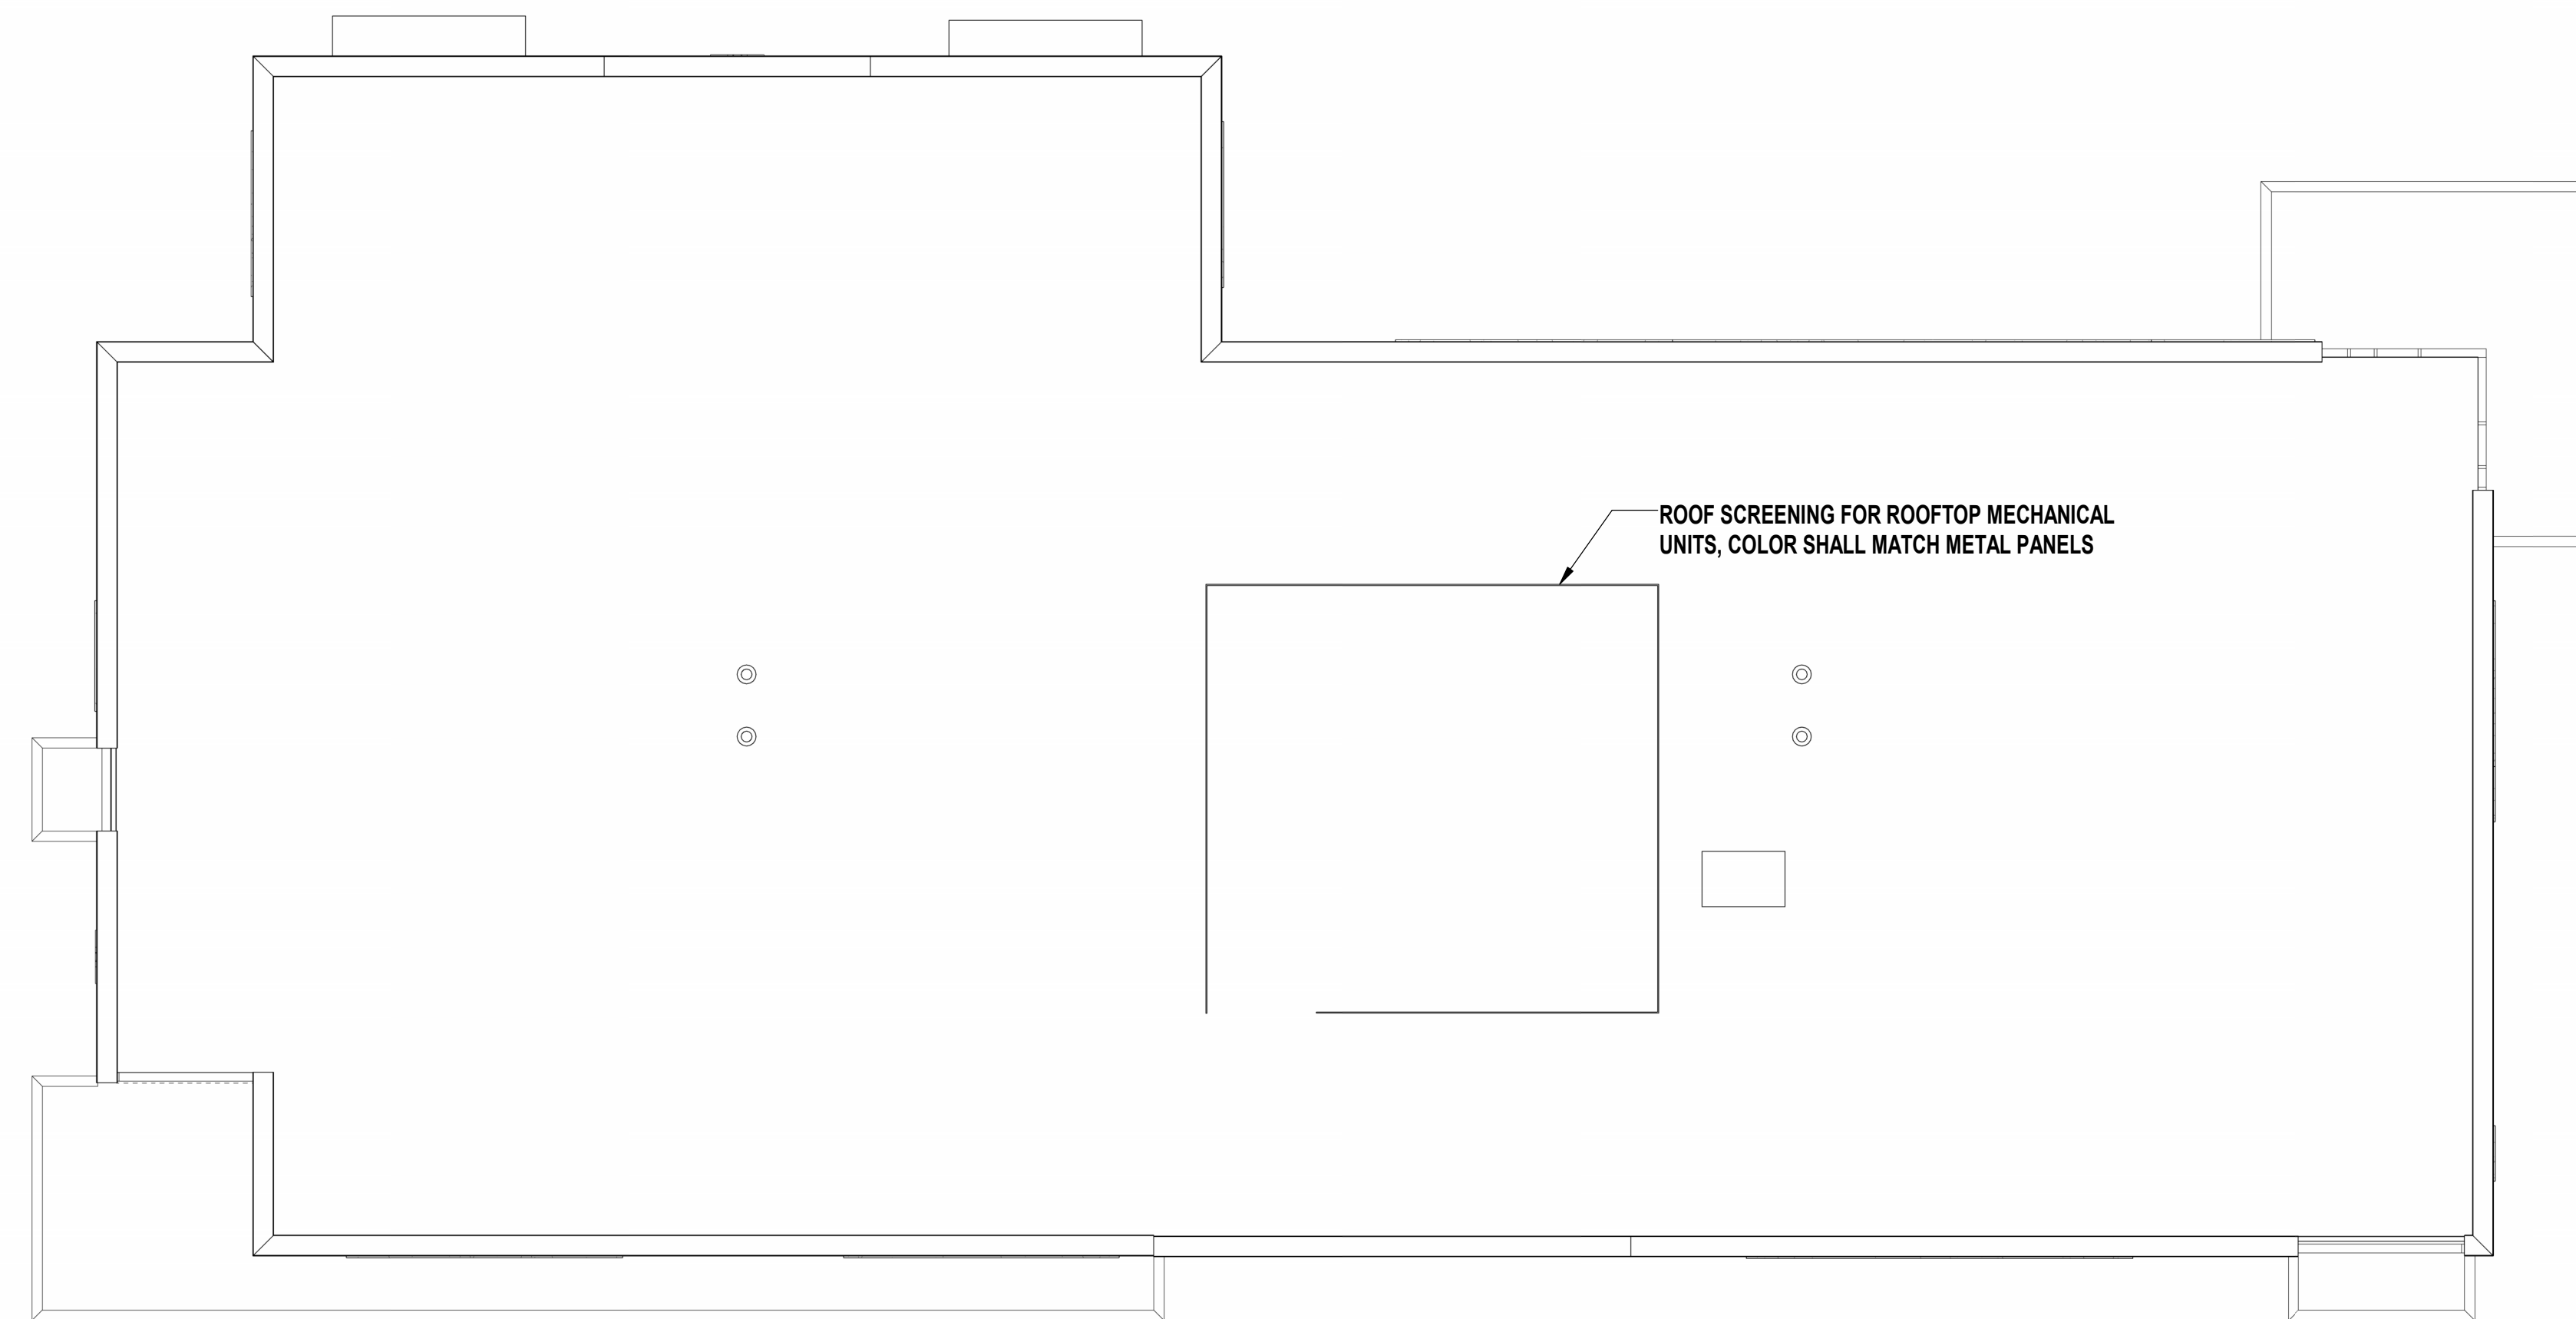 ROOF SCREENING FOR ROOFTOP MECHANICAL
UNITS, COLOR SHALL MATCH METAL PANELS